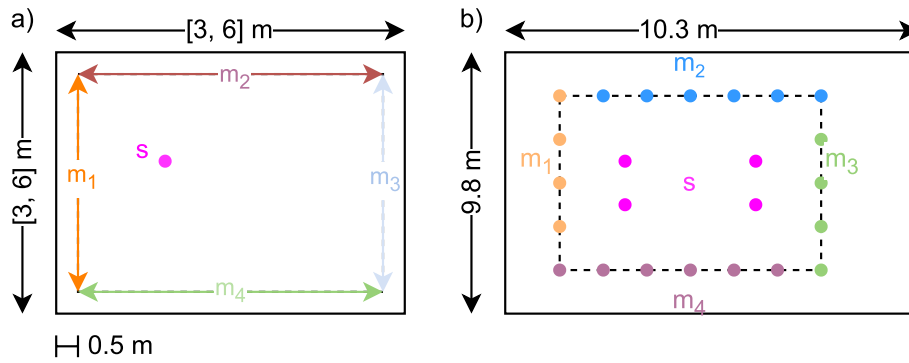 a)
[3, 6] m
m₂
s
m₁
[3, 6] m
m₃
m₄
0.5 m
b)
10.3 m
m₂
m₁
s
m₃
9.8 m
m₄